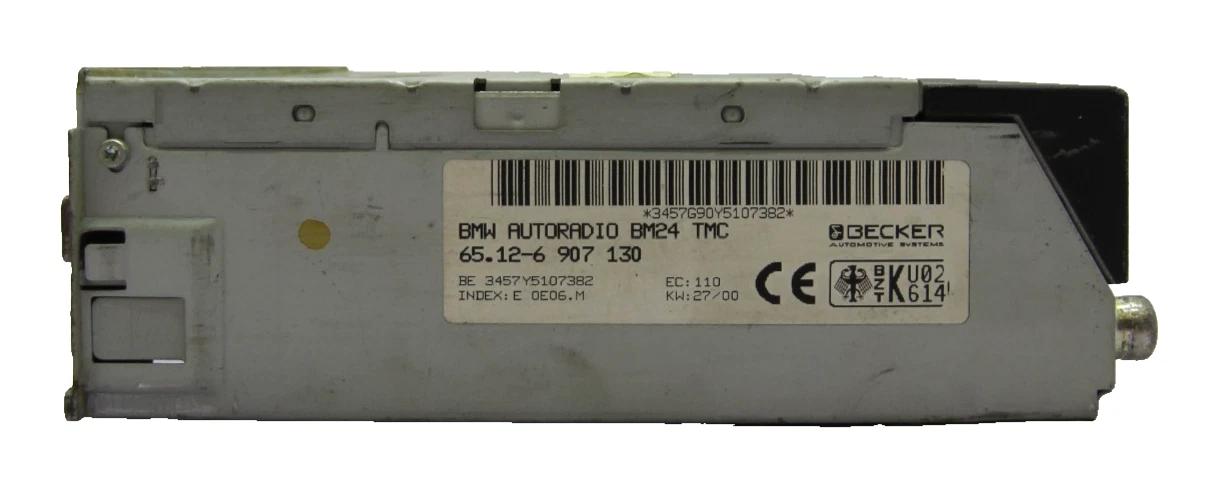 *3457G90Y5107382*
BMW AUTORADIO BM24 TMC
BECKER
AUTOMOTIVE SYSTEMS
65.12-6 907 130
BE 3457Y5107382
EC: 110
INDEX: E 0E06.M
KW: 27/00
CE
BZT
K
U02
614